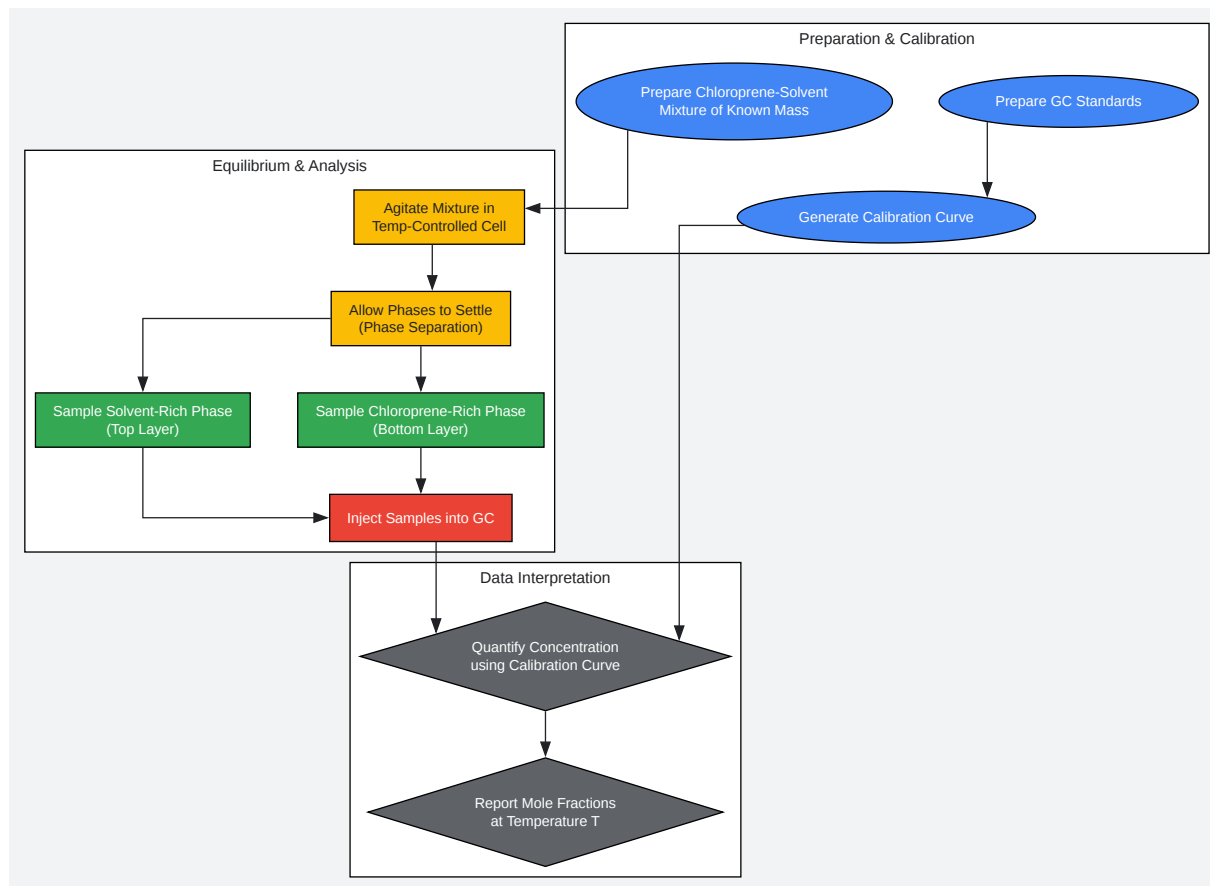 Preparation & Calibration
Prepare Chloroprene-Solvent
Mixture of Known Mass
Prepare GC Standards
Generate Calibration Curve
Equilibrium & Analysis
Agitate Mixture in
Temp-Controlled Cell
Allow Phases to Settle
(Phase Separation)
Sample Solvent-Rich Phase
(Top Layer)
Sample Chloroprene-Rich Phase
(Bottom Layer)
Inject Samples into GC
Data Interpretation
Quantify Concentration
using Calibration Curve
Report Mole Fractions
at Temperature T